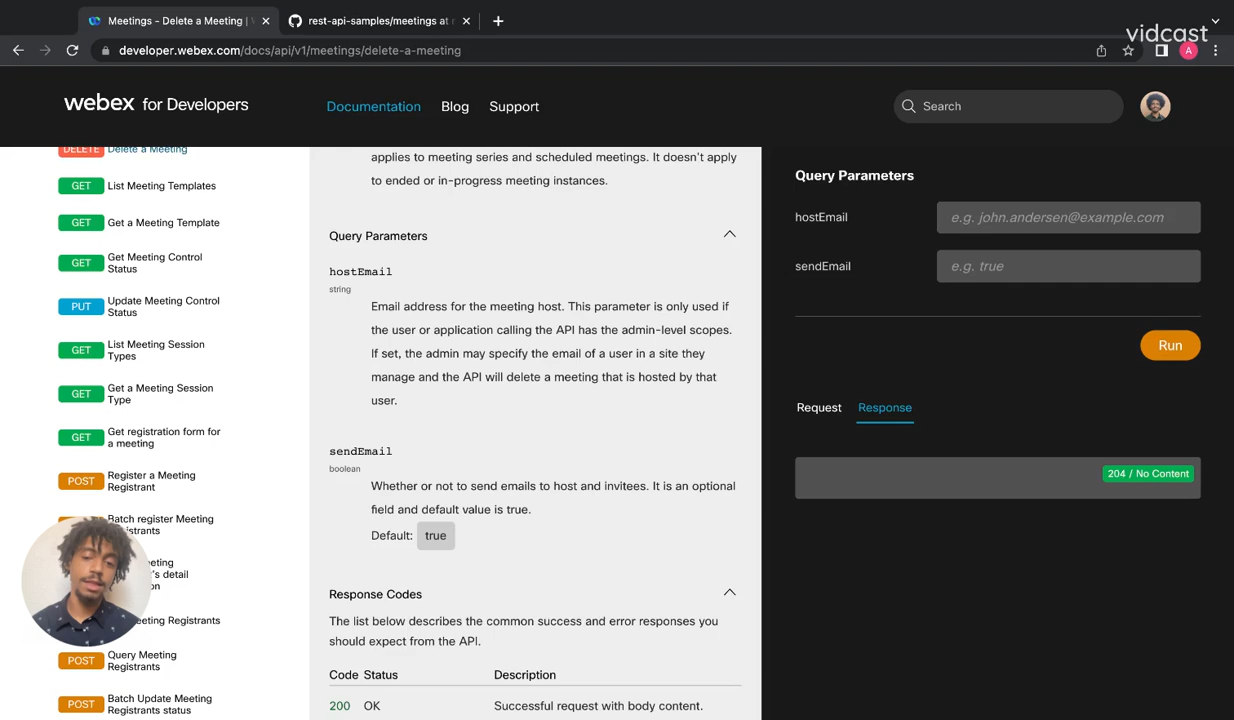 Meetings - Delete a Meeting |
rest-api-samples/meetings at
vidcast
developer.webex.com/docs/api/v1/meetings/delete-a-meeting
A
webex for Developers
Documentation
Blog
Support
Search
DELETE Delete a Meeting
GET List Meeting Templates
GET Get a Meeting Template
GET Get Meeting Control
Status
PUT Update Meeting Control
Status
GET List Meeting Session
Types
GET Get a Meeting Session
Type
GET Get registration form for
a meeting
POST Register a Meeting
Registrant
Batch register Meeting
eeting
's detail
eeting Registrants
POST Query Meeting
Registrants
POST Batch Update Meeting
Registrants status
applies to meeting series and scheduled meetings. It doesn't apply
to ended or in-progress meeting instances.
Query Parameters
hostEmail
string
Email address for the meeting host. This parameter is only used if
the user or application calling the API has the admin-level scopes.
If set, the admin may specify the email of a user in a site they
manage and the API will delete a meeting that is hosted by that
user.
sendEmail
boolean
Whether or not to send emails to host and invitees. It is an optional
field and default value is true.
Default: true
Response Codes
The list below describes the common success and error responses you
should expect from the API.
Code Status Description
200 OK Successful request with body content.
Query Parameters
hostEmail e.g. john.andersen@example.com
sendEmail e.g. true
Run
Request Response
204 / No Content